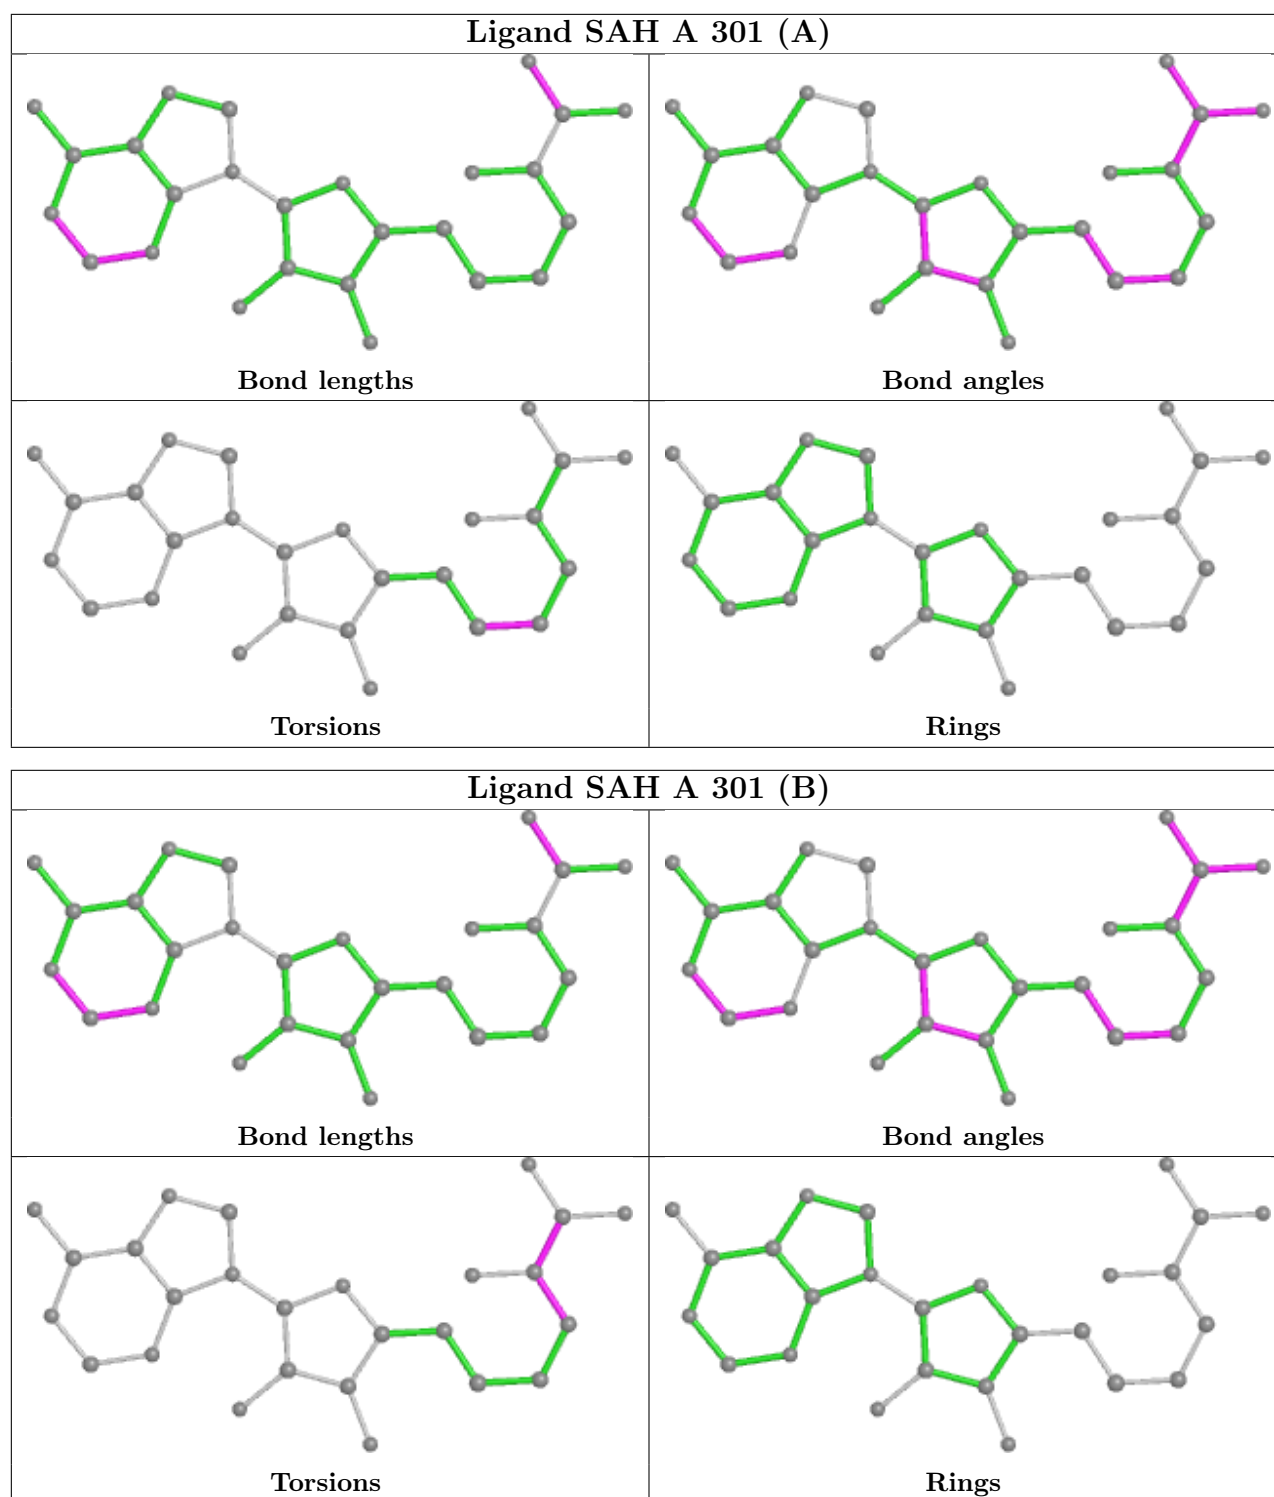 Ligand SAH A 301 (A)
Bond lengths
Bond angles
Torsions
Rings
Ligand SAH A 301 (B)
Bond lengths
Bond angles
Torsions
Rings